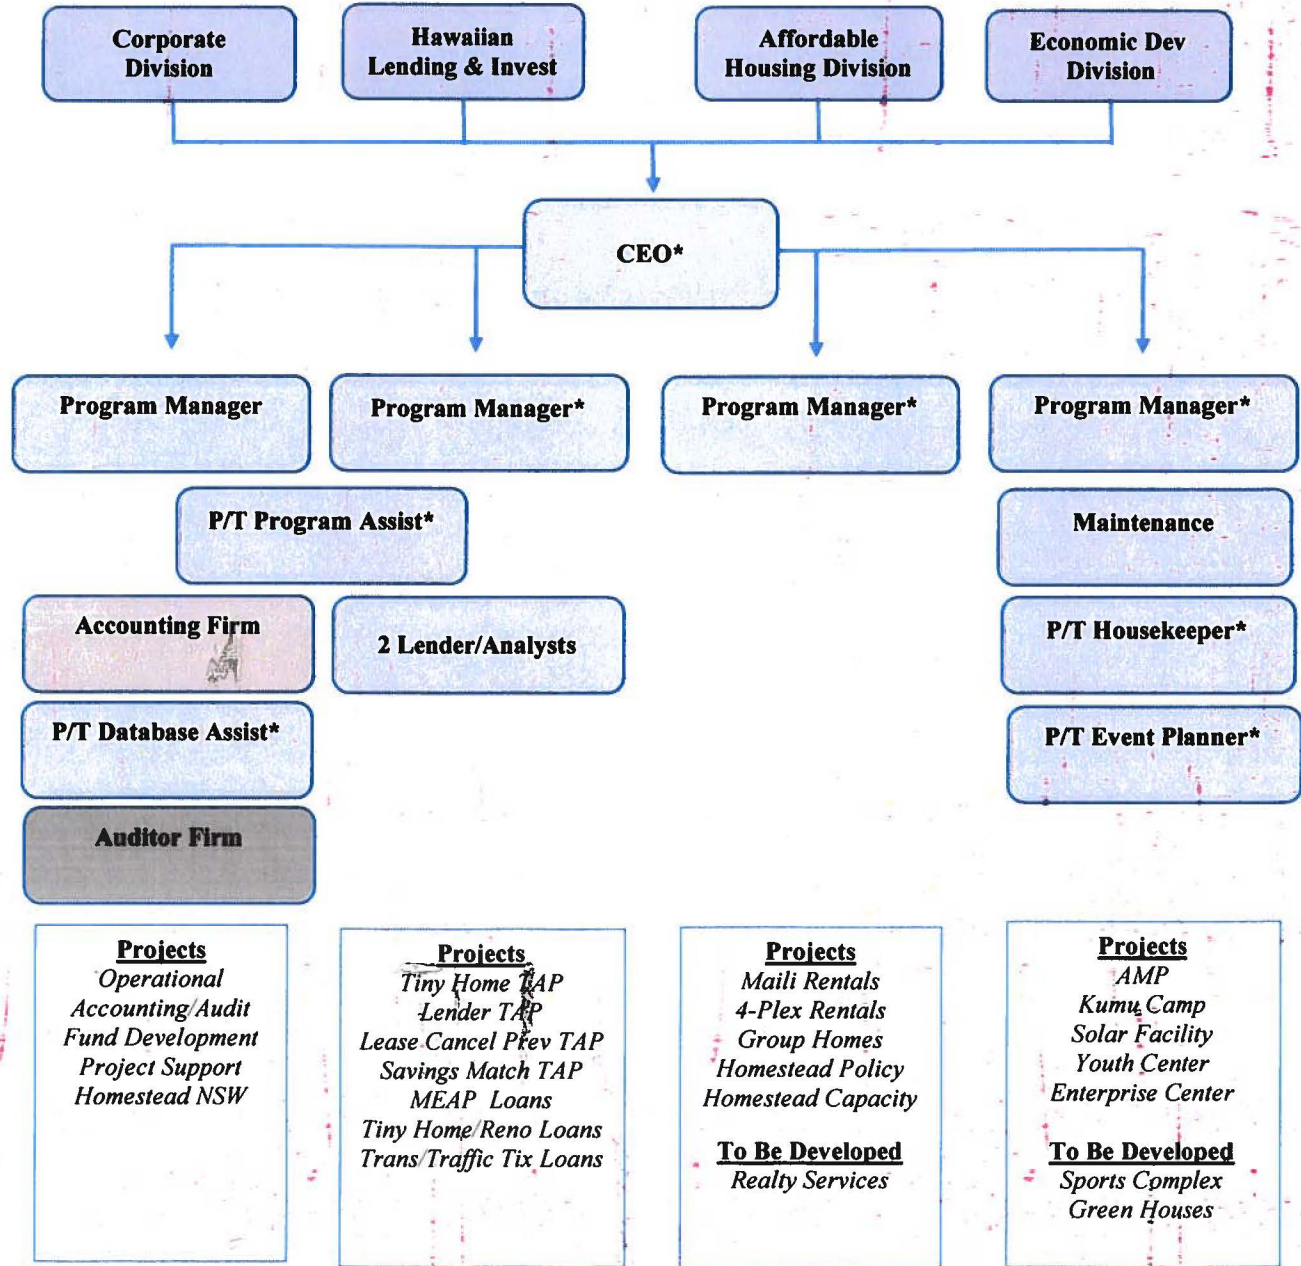 Corporate
Division
Hawaiian
Lending & Invest
Affordable
Housing Division
Economic Dev
Division
CEO*
Program Manager
Program Manager*
Program Manager*
Program Manager*
P/T Program Assist*
Maintenance
Accounting Firm
2 Lender/Analysts
P/T Housekeeper*
P/T Database Assist*
P/T Event Planner*
Auditor Firm
Projects
Operational
Accounting/Audit
Fund Development
Project Support
Homestead NSW
Projects
Tiny Home TAP
Lender TAP
Lease Cancel Prev TAP
Savings Match TAP
MEAP Loans
Tiny Home/Reno Loans
Trans/Traffic Tix Loans
Projects
Maili Rentals
4-Plex Rentals
Group Homes
Homestead Policy
Homestead Capacity
To Be Developed
Realty Services
Projects
AMP
Kumu Camp
Solar Facility
Youth Center
Enterprise Center
To Be Developed
Sports Complex
Green Houses